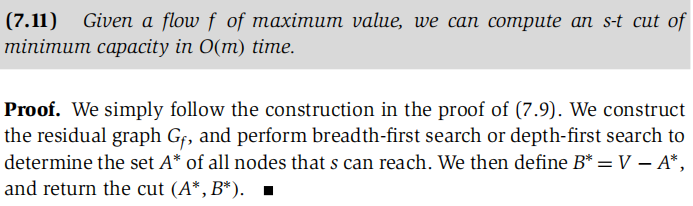 (7.11) Given a flow f of maximum value, we can compute an s-t cut of
minimum capacity in O(m) time.
Proof. We simply follow the construction in the proof of (7.9). We construct
the residual graph Gf, and perform breadth-first search or depth-first search to
determine the set A* of all nodes that s can reach. We then define B* = V − A*,
and return the cut (A*, B*). ■